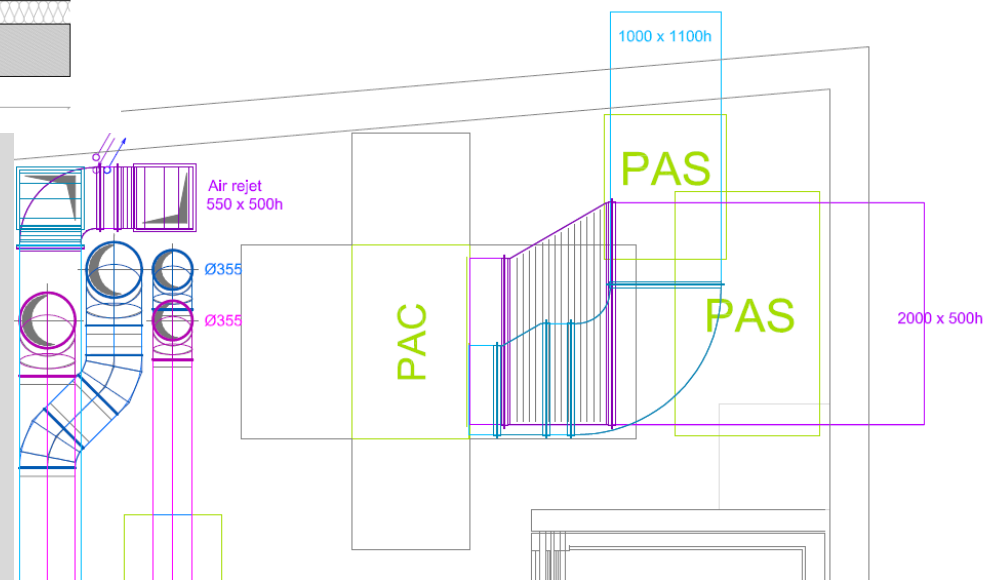 1000 x 1100h
PAS
Air rejet
550 x 500h
Ø355
PAC
PAS
2000 x 500h
Ø355